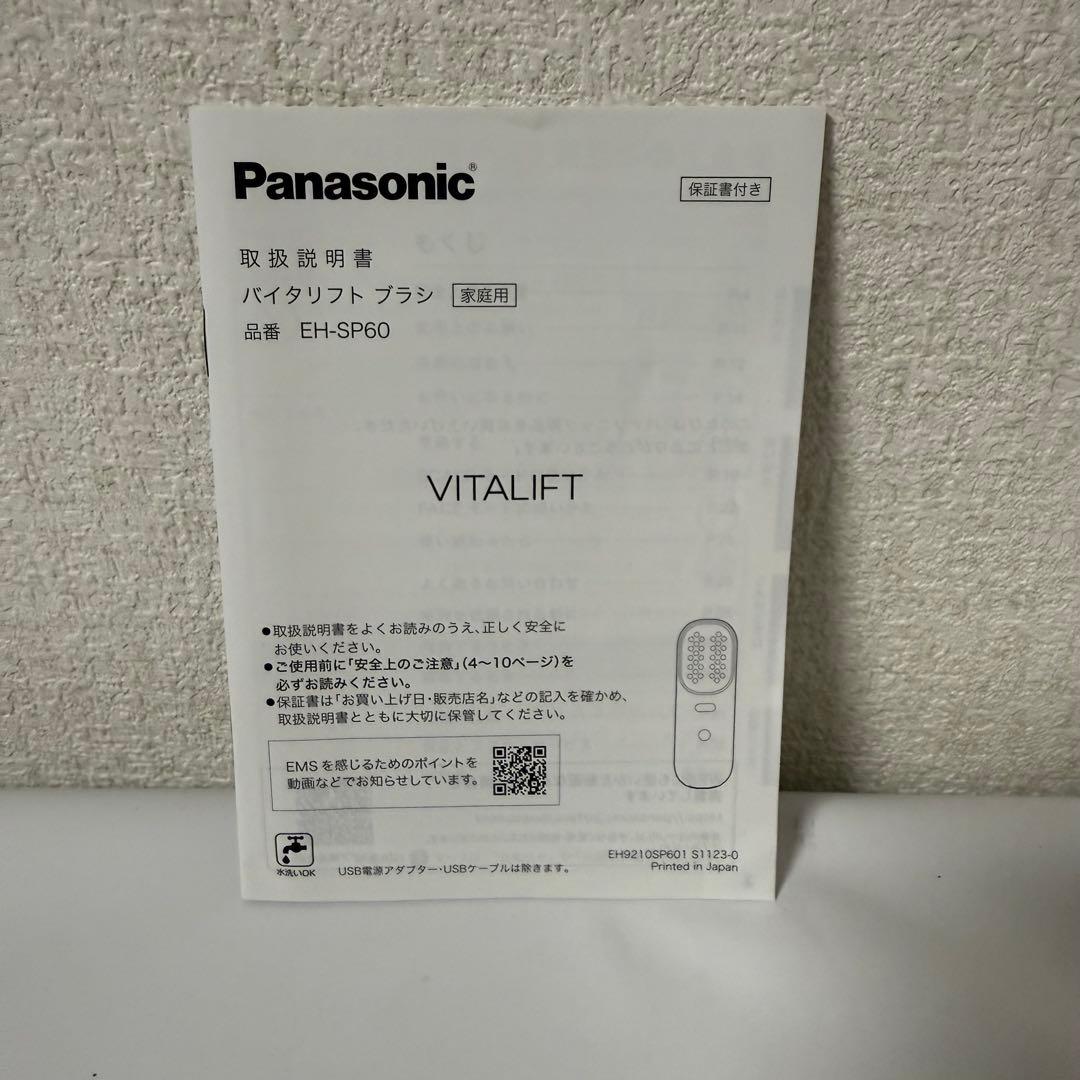 Panasonic®
保証書付き
取扱説明書
バイタリフト ブラシ 家庭用
品番 EH-SP60
VITALIFT
●取扱説明書をよくお読みのうえ、正しく安全に
お使いください。
●ご使用前に「安全上のご注意」(4〜10ページ)を
必ずお読みください。
●保証書は「お買い上げ日・販売店名」などの記入を確かめ、
取扱説明書とともに大切に保管してください。
EMSを感じるためのポイントを
動画などでお知らせしています。
水洗いOK
USB電源アダプター・USBケーブルは除きます。
EH9210SP601 S1123-0
Printed in Japan